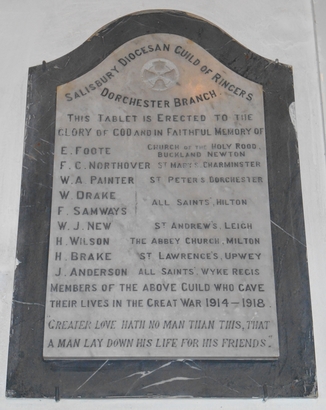 SALISBURY DIOCESAN GUILD OF RINGERS
DORCHESTER BRANCH
THIS TABLET IS ERECTED TO THE
GLORY OF GOD AND IN FAITHFUL MEMORY OF
E. FOOTE CHURCH OF THE HOLY ROOD, BUCKLAND NEWTON
F. C. NORTHOVER ST MARY'S CHARMINSTER
W. A. PAINTER ST PETER'S DORCHESTER
W. DRAKE
F. SAMWAYS ALL SAINTS, HILTON
W. J. NEW ST ANDREW'S, LEIGH
H. WILSON THE ABBEY CHURCH, MILTON
H. BRAKE ST LAWRENCE'S, UPWEY
J. ANDERSON ALL SAINTS, WYKE REGIS
MEMBERS OF THE ABOVE GUILD WHO GAVE
THEIR LIVES IN THE GREAT WAR 1914-1918.
"GREATER LOVE HATH NO MAN THAN THIS, THAT
A MAN LAY DOWN HIS LIFE FOR HIS FRIENDS."